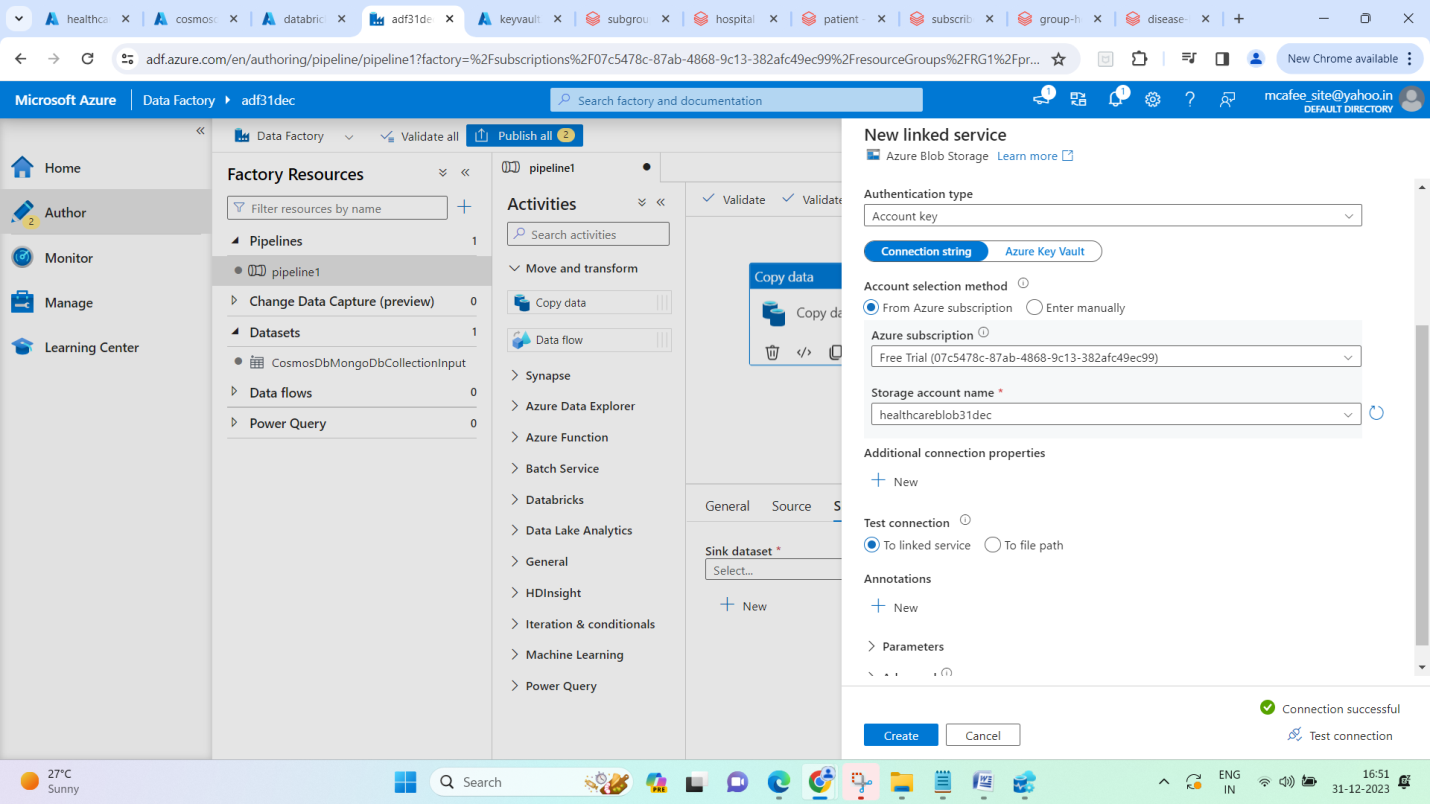 healthca
cosmosc
databric
adf31de
keyvault
subgrou
hospital
patient -
subscrib
group-h
disease-
adf.azure.com/en/authoring/pipeline/pipeline1?factory=%2Fsubscriptions%2F07c5478c-87ab-4868-9c13-382afc49ec99%2FresourceGroups%2FRG1%2Fpr...
New Chrome available
Microsoft Azure
Data Factory
adf31dec
Search factory and documentation
1
1
mcafee_site@yahoo.in
DEFAULT DIRECTORY
Home
Author
2
Monitor
Manage
Learning Center
Data Factory
Validate all
Publish all 2
Factory Resources
Filter resources by name
Pipelines 1
pipeline1
Change Data Capture (preview) 0
Datasets 1
CosmosDbMongoDbCollectionInput
Data flows 0
Power Query 0
pipeline1
Activities
Search activities
Move and transform
Copy data
Data flow
Synapse
Azure Data Explorer
Azure Function
Batch Service
Databricks
Data Lake Analytics
General
HDInsight
Iteration & conditionals
Machine Learning
Power Query
Validate
Validate
Copy data
Copy da
General
Source
S
Sink dataset *
Select...
New
New linked service
Azure Blob Storage Learn more
Authentication type
Account key
Connection string
Azure Key Vault
Account selection method
From Azure subscription
Enter manually
Azure subscription
Free Trial (07c5478c-87ab-4868-9c13-382afc49ec99)
Storage account name *
healthcareblob31dec
Additional connection properties
New
Test connection
To linked service
To file path
Annotations
New
Parameters
Connection successful
Create
Cancel
Test connection
27°C
Sunny
Search
PRE
ENG
IN
16:51
31-12-2023